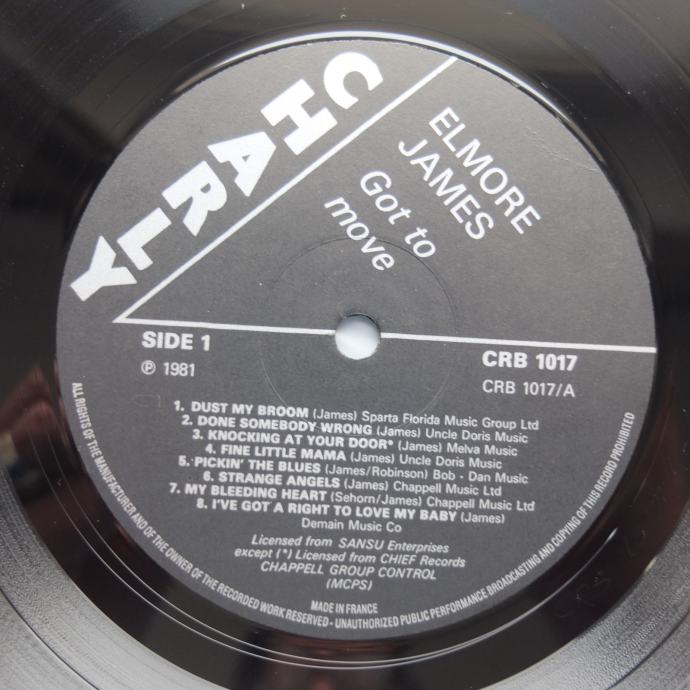 CHARLY
ELMORE
JAMES
Got to
move
SIDE 1
℗ 1981
CRB 1017
CRB 1017/A
1. DUST MY BROOM (James) Sparta Florida Music Group Ltd
2. DONE SOMEBODY WRONG (James) Uncle Doris Music
3. KNOCKING AT YOUR DOOR* (James) Melva Music
4. FINE LITTLE MAMA (James) Uncle Doris Music
5. PICKIN' THE BLUES (James/Robinson) Bob - Dan Music
6. STRANGE ANGELS (James) Chappell Music Ltd
7. MY BLEEDING HEART (Sehorn/James) Chappell Music Ltd
8. I'VE GOT A RIGHT TO LOVE MY BABY (James)
Demain Music Co
Licensed from SANSU Enterprises
except (*) Licensed from CHIEF Records
CHAPPELL GROUP CONTROL
(MCPS)
MADE IN FRANCE
ALL RIGHTS OF THE MANUFACTURER AND OF THE OWNER OF THE RECORDED WORK RESERVED - UNAUTHORIZED PUBLIC PERFORMANCE BROADCASTING AND COPYING OF THIS RECORD PROHIBITED